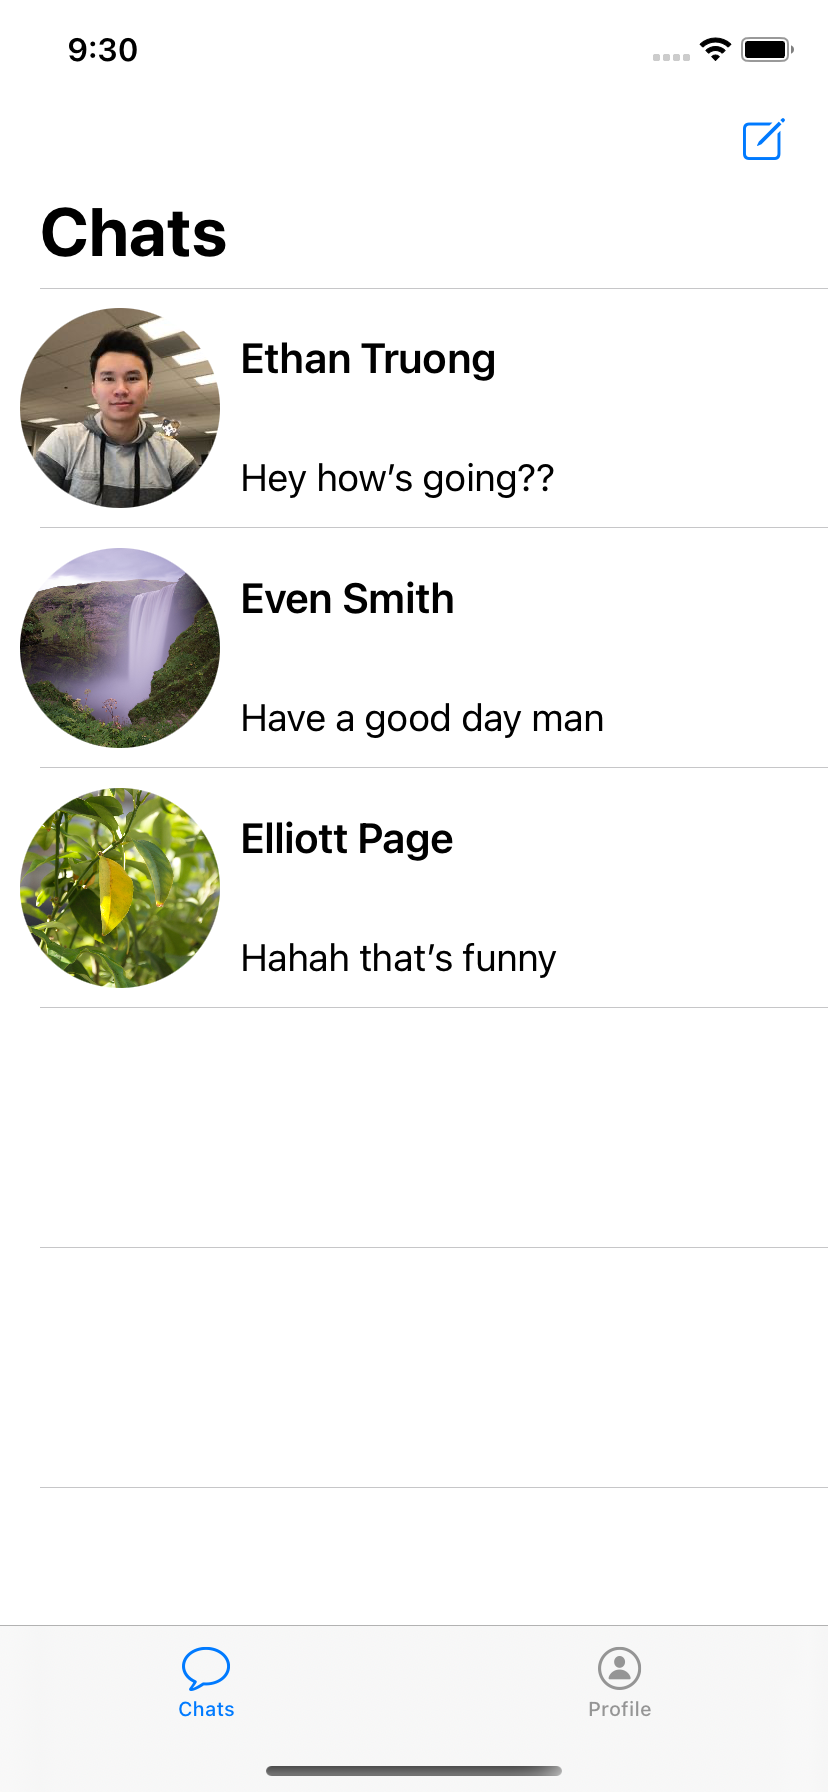 9:30
Chats
Ethan Truong
Hey how’s going??
Even Smith
Have a good day man
Elliott Page
Hahah that’s funny
Chats
Profile